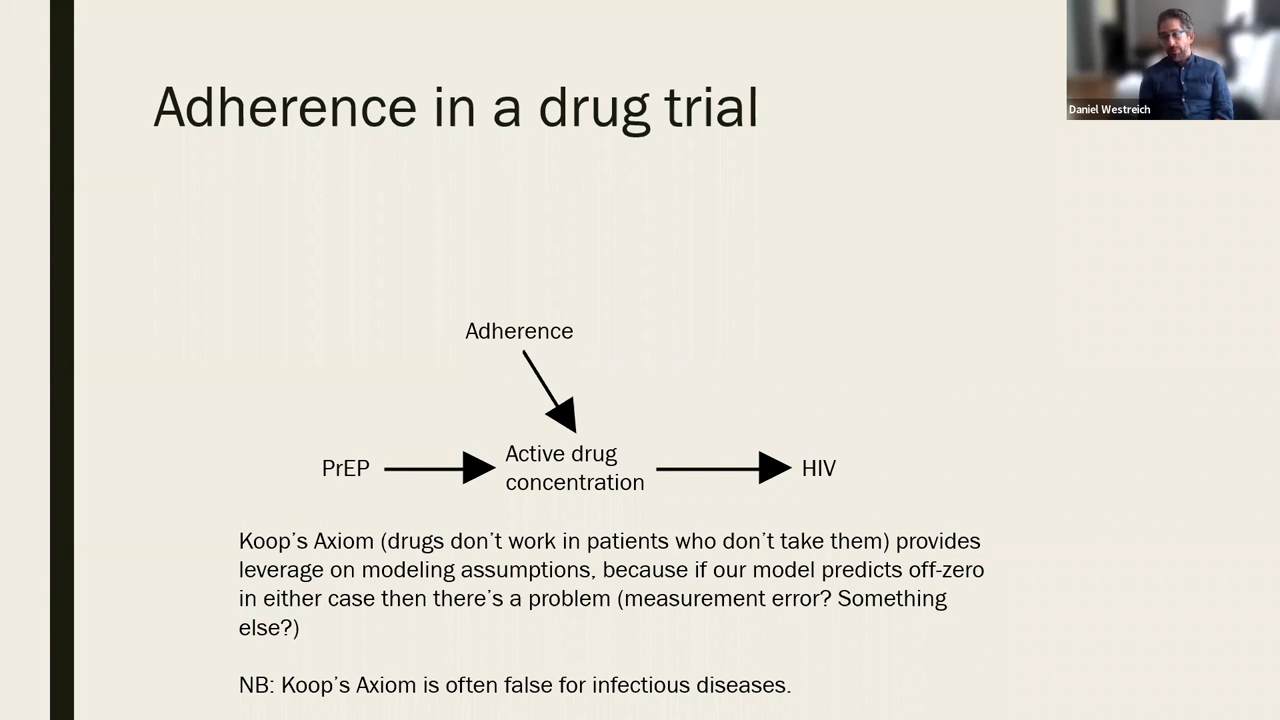 Adherence in a drug trial
Daniel Westreich
Adherence
PrEP
Active drug
concentration
HIV
Koop’s Axiom (drugs don’t work in patients who don’t take them) provides
leverage on modeling assumptions, because if our model predicts off-zero
in either case then there’s a problem (measurement error? Something
else?)
NB: Koop’s Axiom is often false for infectious diseases.